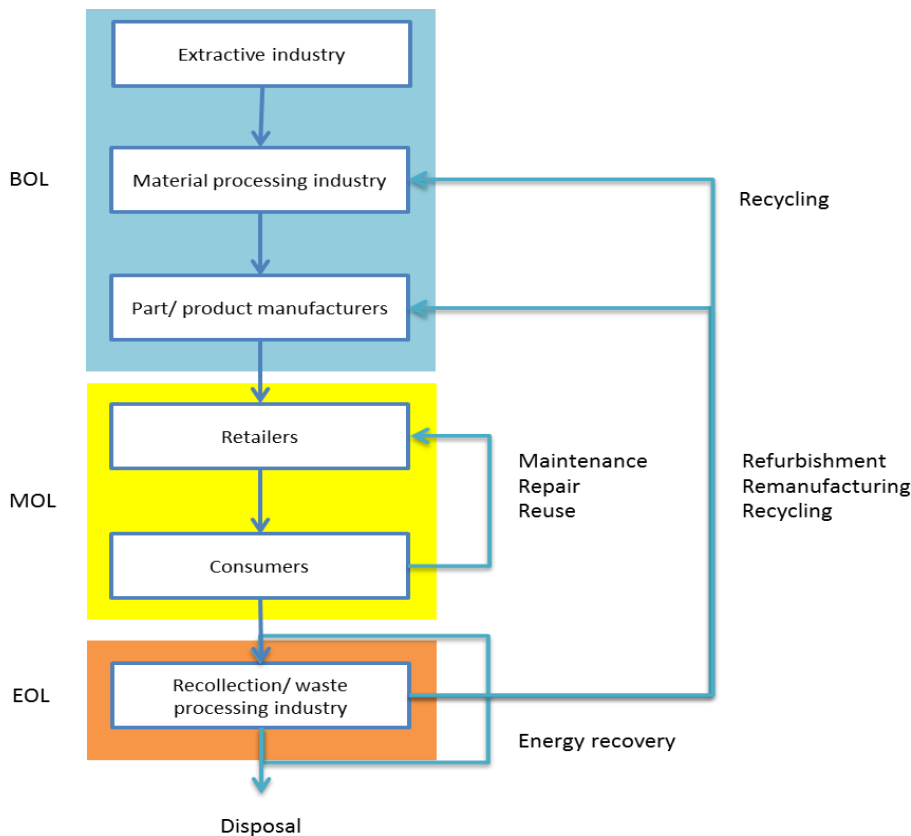 Extractive industry
BOL
Material processing industry
Recycling
Part/ product manufacturers
Retailers
Maintenance
Repair
Reuse
Refurbishment
Remanufacturing
Recycling
MOL
Consumers
EOL
Recollection/ waste
processing industry
Energy recovery
Disposal